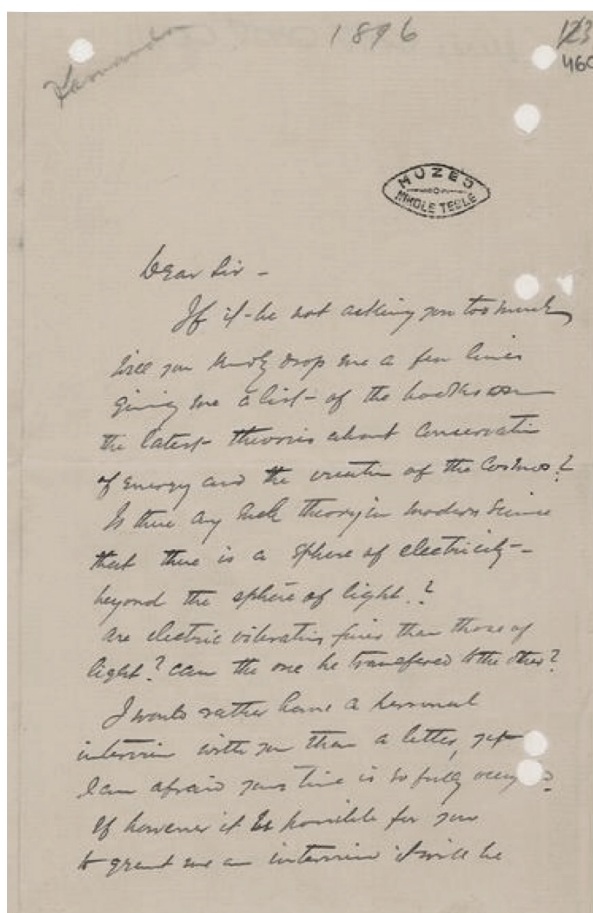 1896
123
460
MUZEJ
NIKOLE TESLE
Dear Sir -
If it be not asking you too much
will you kindly drop me a few lines
giving me a list of the books on
the latest theories about conservation
of energy and the creation of the Cosmos?
Is there any such theory in modern science
that there is a sphere of electricity -
beyond the sphere of light?
are electric vibrations finer than those of
light? Can the one be transfered to the other?
I would rather have a personal
interview with you than a letter, yet
I am afraid your time is so fully occupied.
If however it is possible for you
to grant me an interview it will be